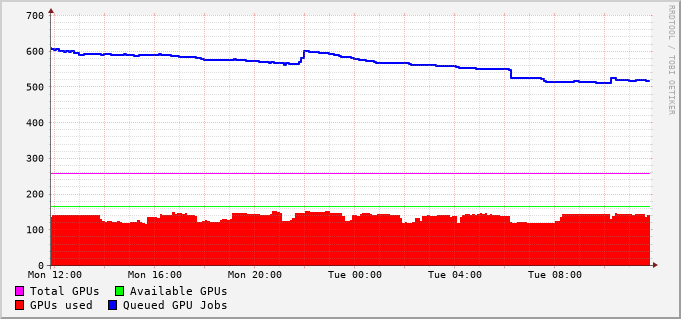 700
600
500
400
300
200
100
0
Mon 12:00 Mon 16:00 Mon 20:00 Tue 00:00 Tue 04:00 Tue 08:00
Total GPUs Available GPUs
GPUs used Queued GPU Jobs
RRDTOOL / TOBI OETIKER